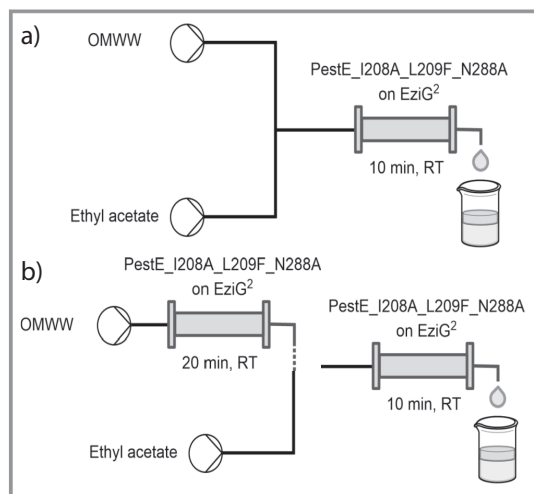 a)
OMWW
PestE_I208A_L209F_N288A
on EziG²
10 min, RT
Ethyl acetate
b)
PestE_I208A_L209F_N288A
on EziG²
OMWW
20 min, RT
PestE_I208A_L209F_N288A
on EziG²
10 min, RT
Ethyl acetate